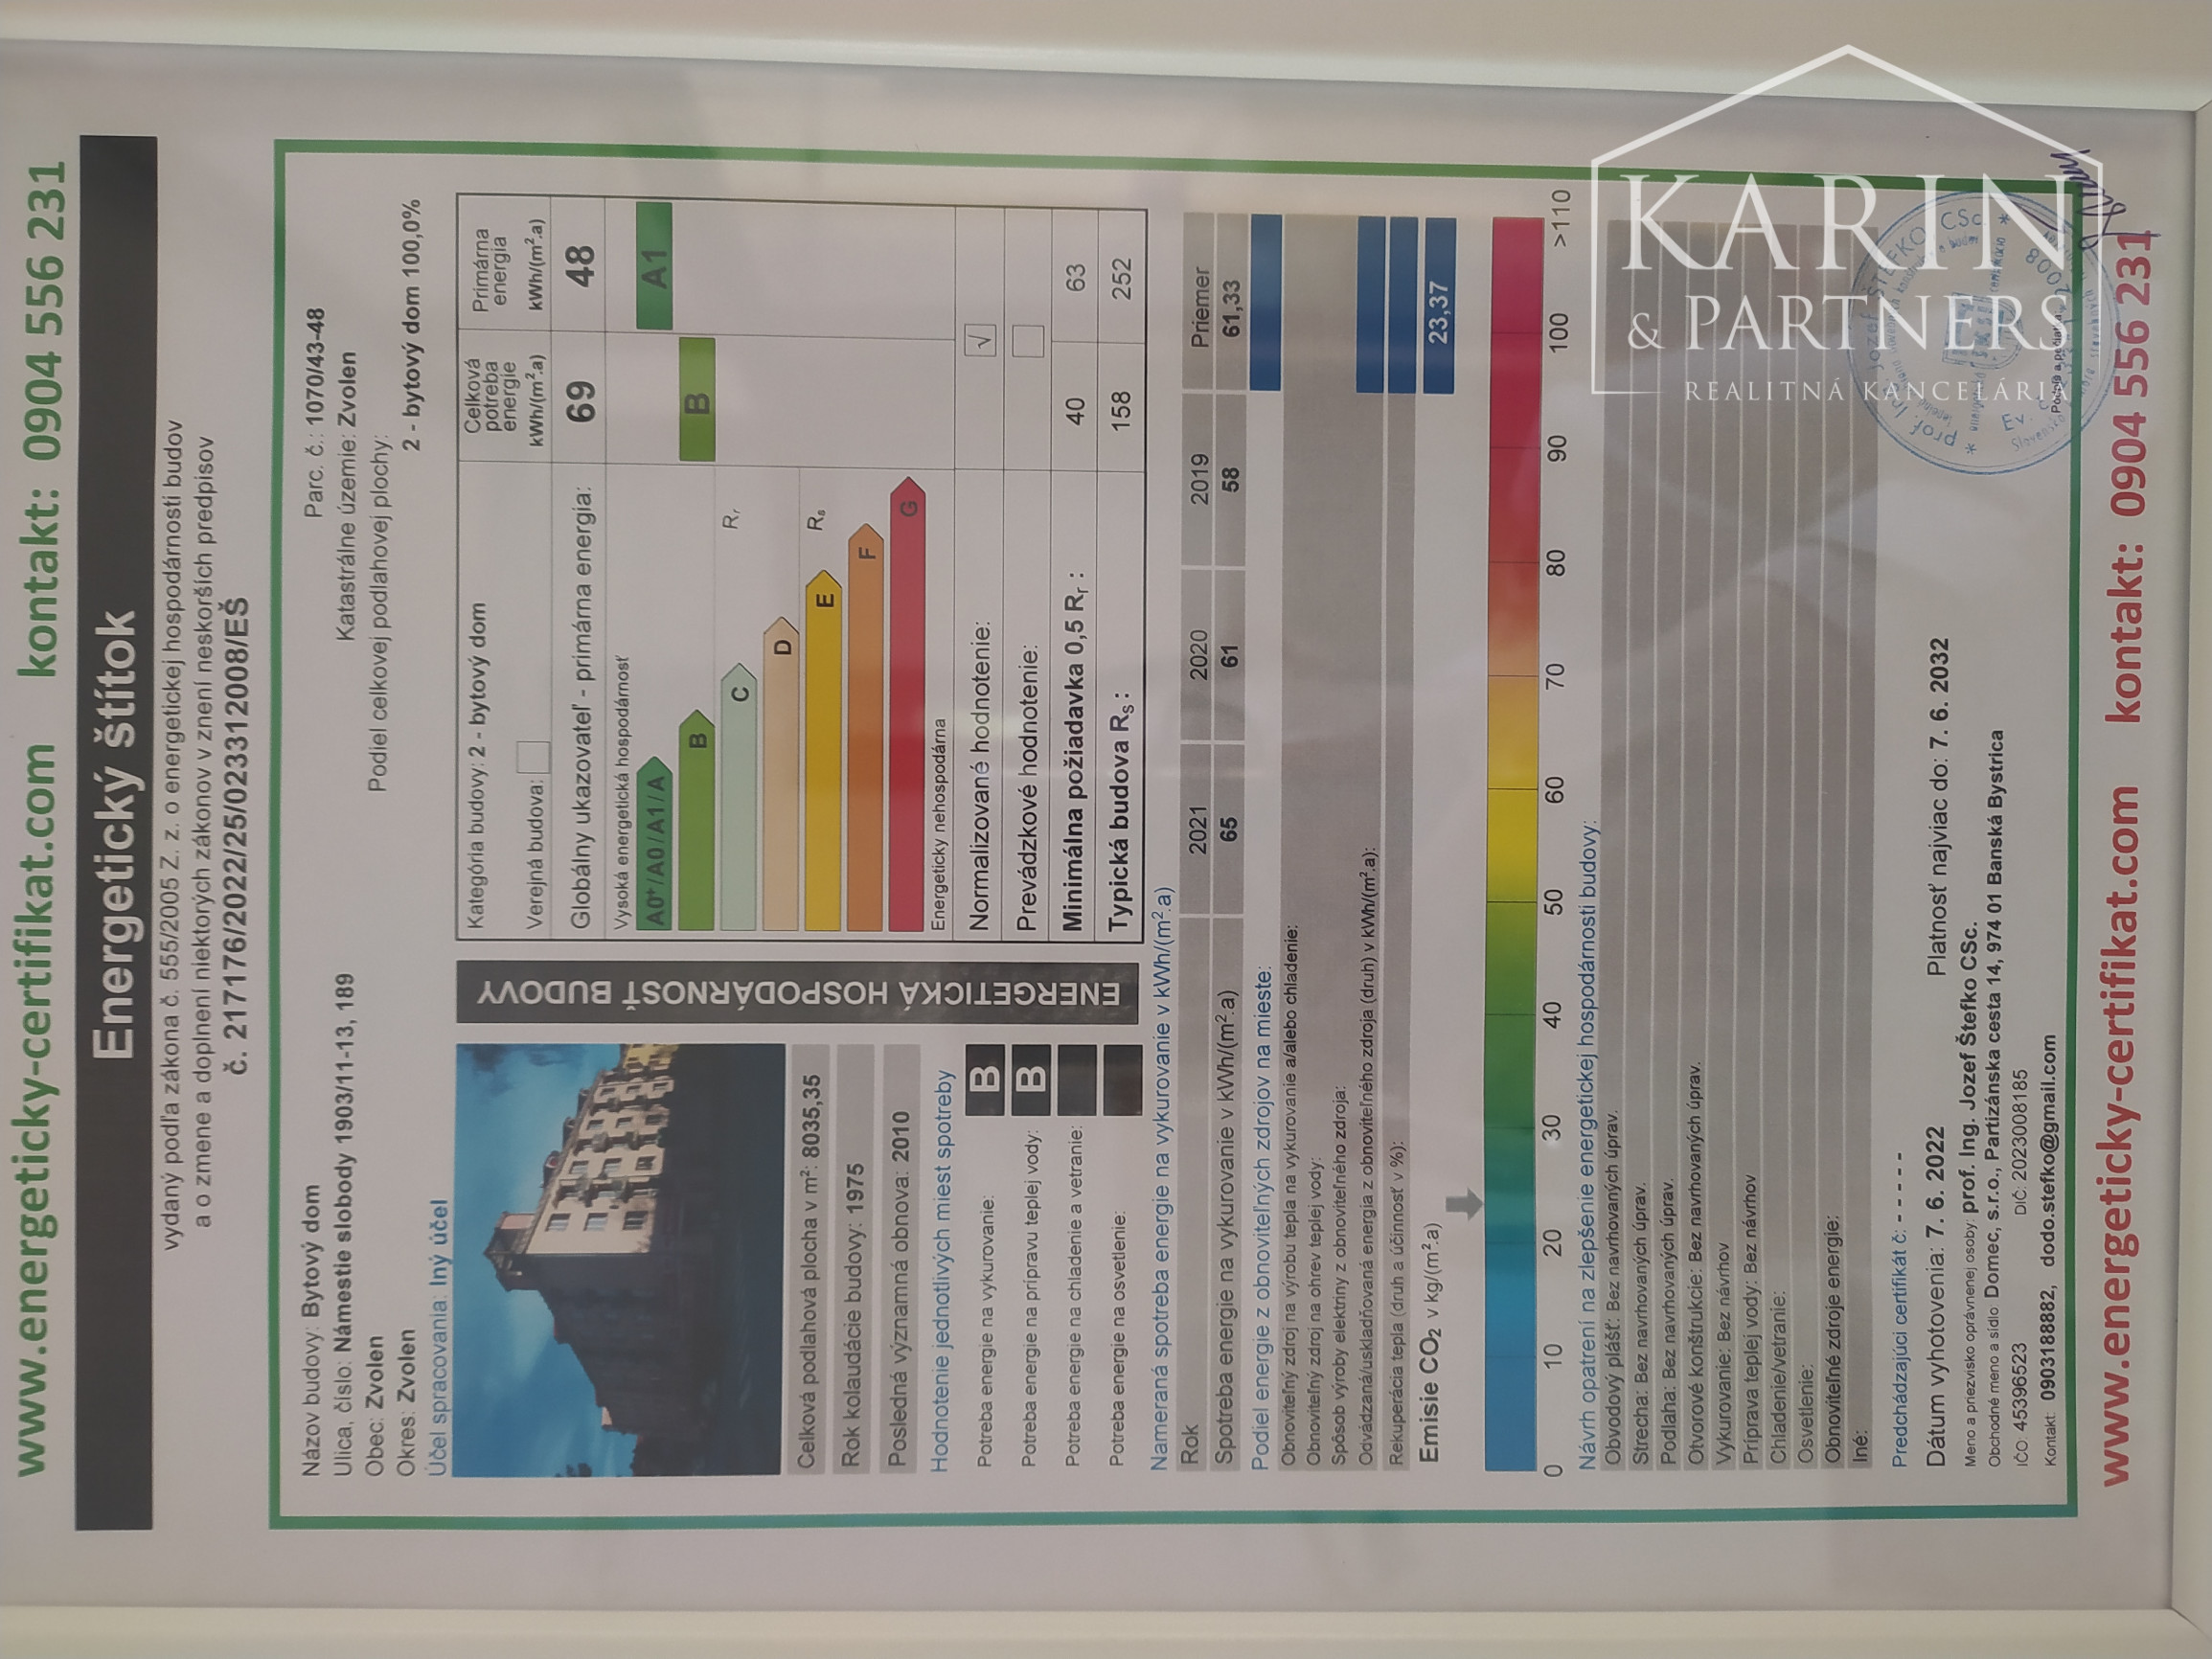 www.energeticky-certifikat.com kontakt: 0904 556 231
Energetický štítok
vydaný podľa zákona č. 555/2005 Z. z. o energetickej hospodárnosti budov
a o zmene a doplnení niektorých zákonov v znení neskorších predpisov
č. 217176/2022/25/023312008/EŠ
Názov budovy: Bytový dom
Parc. č.: 1070/43-48
Ulica, číslo: Námestie slobody 1903/11-13, 189
Katastrálne územie: Zvolen
Obec: Zvolen
Podiel celkovej podlahovej plochy:
Okres: Zvolen
2 - bytový dom 100,0%
Účel spracovania: Iný účel
Celková podlahová plocha v m²: 8035,35
Rok kolaudácie budovy: 1975
Posledná významná obnova: 2010
Hodnotenie jednotlivých miest spotreby
Potreba energie na vykurovanie: B
Potreba energie na prípravu teplej vody: B
Potreba energie na chladenie a vetranie:
Potreba energie na osvetlenie:
ENERGETICKÁ HOSPODÁRNOSŤ BUDOVY
Kategória budovy: 2 - bytový dom
Verejná budova:
Celková potreba energie kWh/(m².a)
Primárna energia kWh/(m².a)
Globálny ukazovateľ - primárna energia: 69 48
Vysoká energetická hospodárnosť
A0⁺/A0/A1/A A1
B B
C Rr
D
E Rs
F
G
Energeticky nehospodárna
Normalizované hodnotenie: √
Prevádzkové hodnotenie:
Minimálna požiadavka 0,5 Rr : 40 63
Typická budova Rs : 158 252
Nameraná spotreba energie na vykurovanie v kWh/(m².a)
Rok 2021 2020 2019 Priemer
Spotreba energie na vykurovanie v kWh/(m².a) 65 61 58 61,33
Podiel energie z obnoviteľných zdrojov na mieste:
Obnoviteľný zdroj na výrobu tepla na vykurovanie a/alebo chladenie:
Obnoviteľný zdroj na ohrev teplej vody:
Spôsob výroby elektriny z obnoviteľného zdroja:
Odvádzaná/uskladňovaná energia z obnoviteľného zdroja (druh) v kWh/(m².a):
Rekuperácia tepla (druh a účinnosť v %):
Emisie CO₂ v kg/(m².a) 23,37
0 10 20 30 40 50 60 70 80 90 100 >110
Návrh opatrení na zlepšenie energetickej hospodárnosti budovy:
Obvodový plášť: Bez navrhovaných úprav.
Strecha: Bez navrhovaných úprav.
Podlaha: Bez navrhovaných úprav.
Otvorové konštrukcie: Bez navrhovaných úprav.
Vykurovanie: Bez návrhov
Príprava teplej vody: Bez návrhov
Chladenie/vetranie:
Osvetlenie:
Obnoviteľné zdroje energie:
Iné:
Predchádzajúci certifikát č.: - - - - -
Dátum vyhotovenia: 7. 6. 2022 Platnosť najviac do: 7. 6. 2032
Meno a priezvisko oprávnenej osoby: prof. Ing. Jozef Štefko CSc.
Obchodné meno a sídlo Domec, s.r.o., Partizánska cesta 14, 974 01 Banská Bystrica
IČO: 45396523 DIČ: 2023008185
Kontakt: 0903188882, dodo.stefko@gmail.com
www.energeticky-certifikat.com kontakt: 0904 556 231
KARIN
& PARTNERS
REALITNÁ KANCELÁRIA